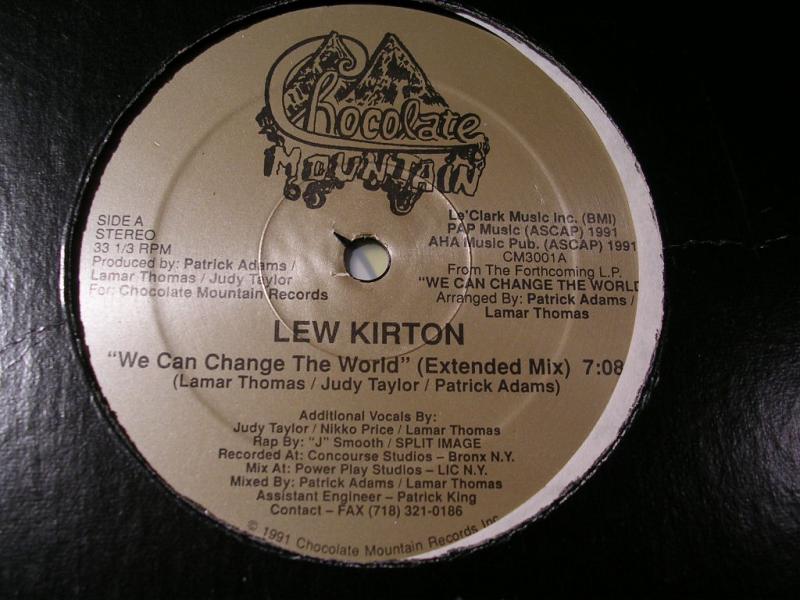 Chocolate
MOUNTAIN
SIDE A
STEREO
33 1/3 RPM
Produced by: Patrick Adams /
Lamar Thomas / Judy Taylor
For: Chocolate Mountain Records
Le'Clark Music Inc. (BMI)
PAP Music (ASCAP) 1991
AHA Music Pub. (ASCAP) 1991
CM3001A
From The Forthcoming L.P.
"WE CAN CHANGE THE WORLD
Arranged By: Patrick Adams /
Lamar Thomas
LEW KIRTON
"We Can Change The World" (Extended Mix) 7:08
(Lamar Thomas / Judy Taylor / Patrick Adams)
Additional Vocals By:
Judy Taylor / Nikko Price / Lamar Thomas
Rap By: "J" Smooth / SPLIT IMAGE
Recorded At: Concourse Studios – Bronx N.Y.
Mix At: Power Play Studios – LIC N.Y.
Mixed By: Patrick Adams / Lamar Thomas
Assistant Engineer – Patrick King
Contact – FAX (718) 321-0186
© 1991 Chocolate Mountain Records Inc.